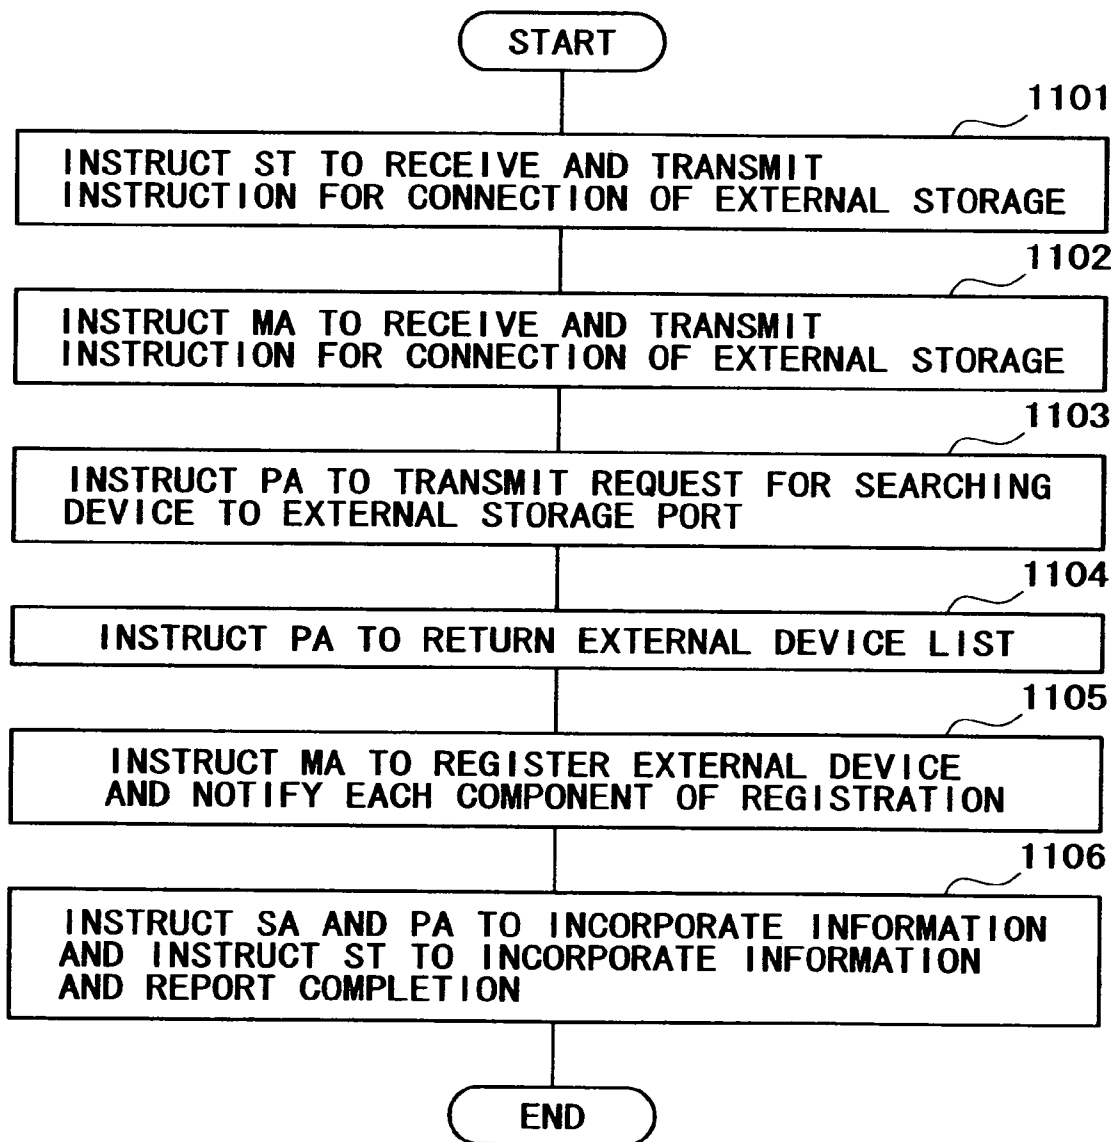 START
1101
INSTRUCT ST TO RECEIVE AND TRANSMIT
INSTRUCTION FOR CONNECTION OF EXTERNAL STORAGE
1102
INSTRUCT MA TO RECEIVE AND TRANSMIT
INSTRUCTION FOR CONNECTION OF EXTERNAL STORAGE
1103
INSTRUCT PA TO TRANSMIT REQUEST FOR SEARCHING
DEVICE TO EXTERNAL STORAGE PORT
1104
INSTRUCT PA TO RETURN EXTERNAL DEVICE LIST
1105
INSTRUCT MA TO REGISTER EXTERNAL DEVICE
AND NOTIFY EACH COMPONENT OF REGISTRATION
1106
INSTRUCT SA AND PA TO INCORPORATE INFORMATION
AND INSTRUCT ST TO INCORPORATE INFORMATION
AND REPORT COMPLETION
END